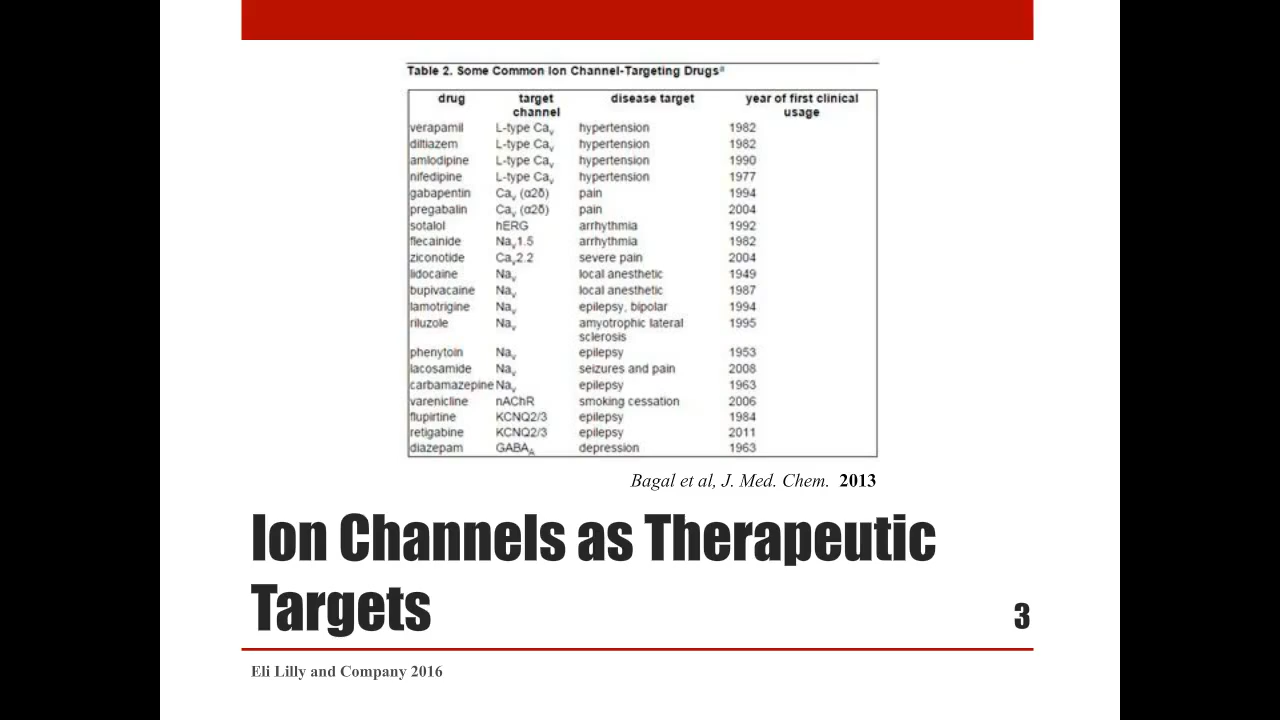 Table 2. Some Common Ion Channel-Targeting Drugsª
drug target channel disease target year of first clinical usage
verapamil L-type Caᵥ hypertension 1982
diltiazem L-type Caᵥ hypertension 1982
amlodipine L-type Caᵥ hypertension 1990
nifedipine L-type Caᵥ hypertension 1977
gabapentin Caᵥ (α2δ) pain 1994
pregabalin Caᵥ (α2δ) pain 2004
sotalol hERG arrhythmia 1992
flecainide Naᵥ1.5 arrhythmia 1982
ziconotide Caᵥ2.2 severe pain 2004
lidocaine Naᵥ local anesthetic 1949
bupivacaine Naᵥ local anesthetic 1987
lamotrigine Naᵥ epilepsy, bipolar 1994
riluzole Naᵥ amyotrophic lateral sclerosis 1995
phenytoin Naᵥ epilepsy 1953
lacosamide Naᵥ seizures and pain 2008
carbamazepine Naᵥ epilepsy 1963
varenicline nAChR smoking cessation 2006
flupirtine KCNQ2/3 epilepsy 1984
retigabine KCNQ2/3 epilepsy 2011
diazepam GABA_A depression 1963
Bagal et al, J. Med. Chem. 2013
Ion Channels as Therapeutic
Targets
3
Eli Lilly and Company 2016